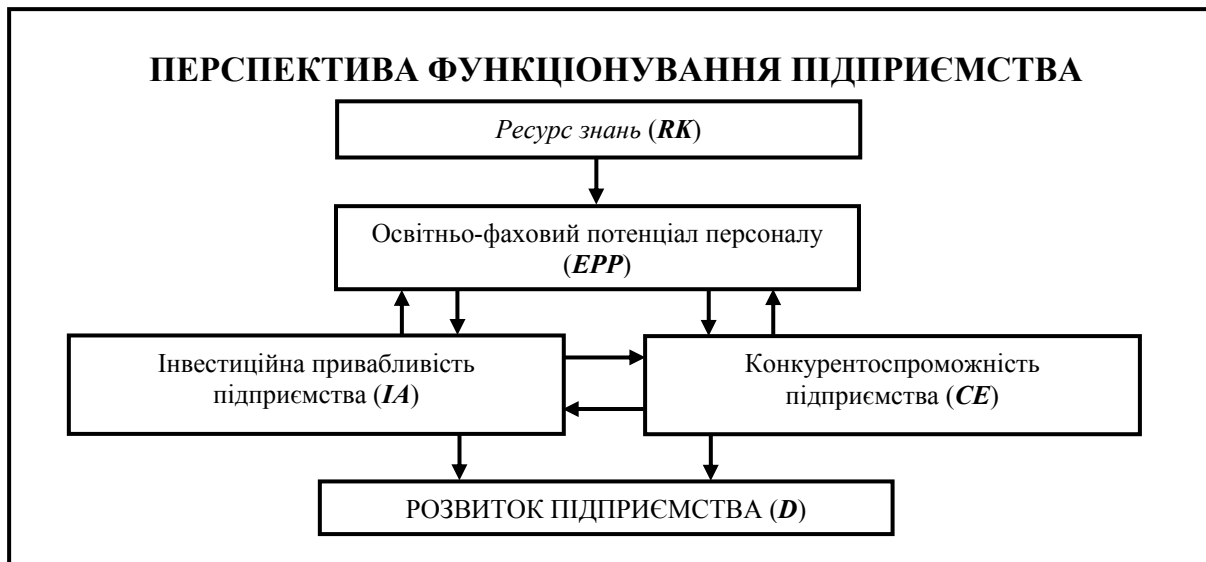 ПЕРСПЕКТИВА ФУНКЦІОНУВАННЯ ПІДПРИЄМСТВА
Ресурс знань (RK)
Освітньо-фаховий потенціал персоналу
(EPP)
Інвестиційна привабливість
підприємства (IA)
Конкурентоспроможність
підприємства (CE)
РОЗВИТОК ПІДПРИЄМСТВА (D)